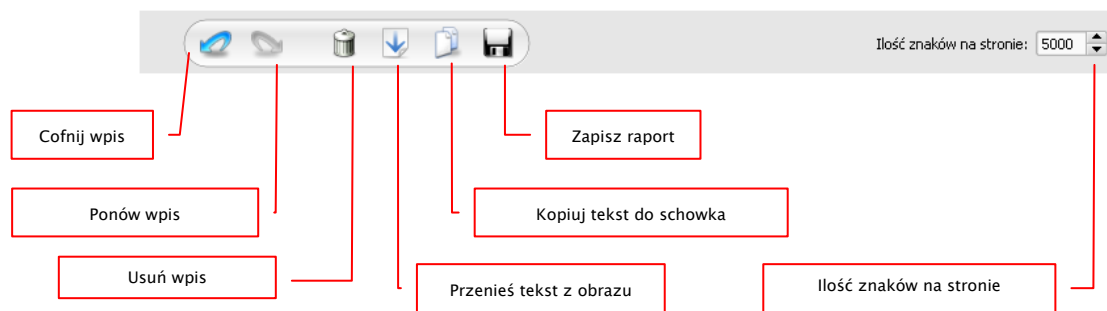 Ilość znaków na stronie: 5000
Cofnij wpis
Zapisz raport
Ponów wpis
Kopiuj tekst do schowka
Usuń wpis
Przenieś tekst z obrazu
Ilość znaków na stronie